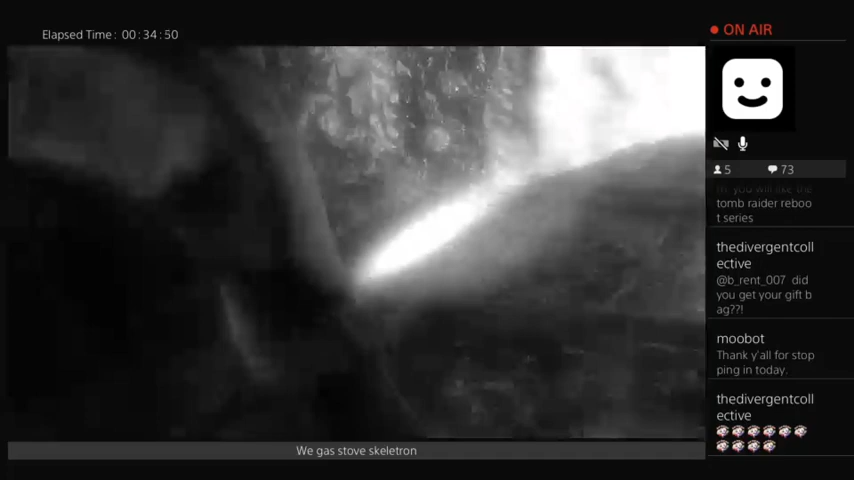 Elapsed Time : 00:34:50
ON AIR
5 73
tomb raider reboo
t series
thedivergentcoll
ective
@b_rent_007 did
you get your gift b
ag??!
moobot
Thank y'all for stop
ping in today.
thedivergentcoll
ective
We gas stove skeletron